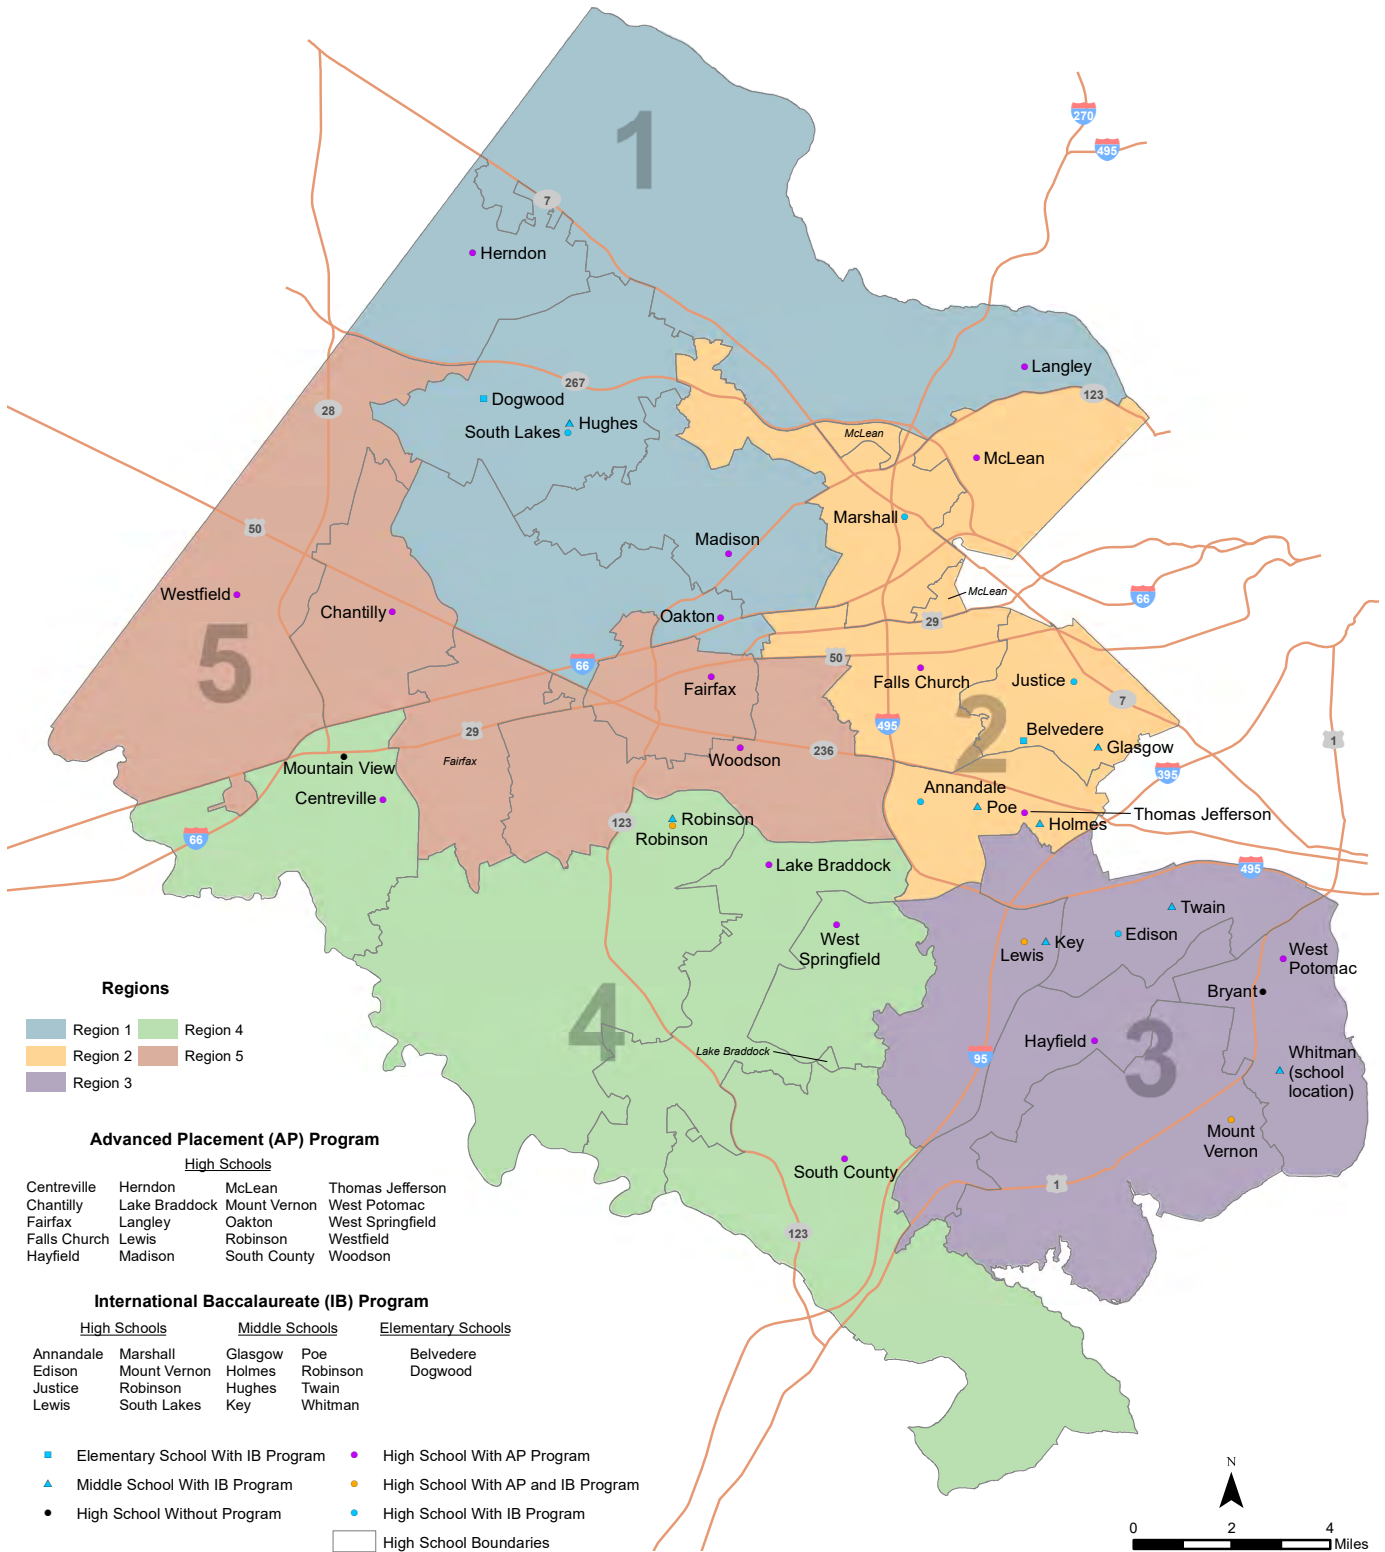 1
270
495
7
Herndon
Langley
267
123
Dogwood
28
Hughes
South Lakes
McLean
McLean
50
Marshall
Madison
Westfield
Chantilly
McLean
66
Oakton
29
5
66
50
Falls Church
Justice
Fairfax
7
495
2
Belvedere
29
1
Glasgow
236
Woodson
Fairfax
Mountain View
395
Annandale
Centreville
Poe
Thomas Jefferson
123
Robinson
Holmes
Robinson
66
Lake Braddock
495
Twain
West
Springfield
Edison
Lewis
Key
West
Potomac
Regions
Bryant
4
Region 1
Region 4
Hayfield
3
Lake Braddock
95
Whitman
(school
location)
Region 2
Region 5
Region 3
Mount
Vernon
Advanced Placement (AP) Program
High Schools
South County
1
Centreville Herndon McLean Thomas Jefferson
Chantilly Lake Braddock Mount Vernon West Potomac
Fairfax Langley Oakton West Springfield
Falls Church Lewis Robinson Westfield
Hayfield Madison South County Woodson
123
International Baccalaureate (IB) Program
High Schools Middle Schools Elementary Schools
Annandale Marshall Glasgow Poe Belvedere
Edison Mount Vernon Holmes Robinson Dogwood
Justice Robinson Hughes Twain
Lewis South Lakes Key Whitman
Elementary School With IB Program High School With AP Program
Middle School With IB Program High School With AP and IB Program
High School Without Program High School With IB Program
High School Boundaries
N
0 2 4
Miles